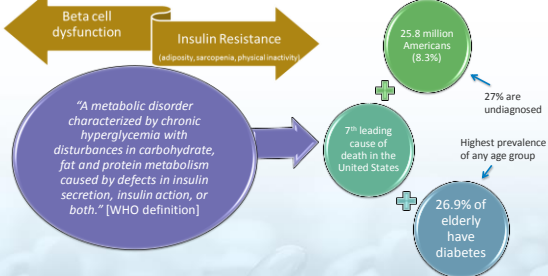 Beta cell
dysfunction
Insulin Resistance
(adiposity, sarcopenia, physical inactivity)
“A metabolic disorder
characterized by chronic
hyperglycemia with
disturbances in carbohydrate,
fat and protein metabolism
caused by defects in insulin
secretion, insulin action, or
both.” [WHO definition]
25.8 million
Americans
(8.3%)
27% are
undiagnosed
7th leading
cause of
death in the
United States
Highest prevalence
of any age group
26.9% of
elderly
have
diabetes